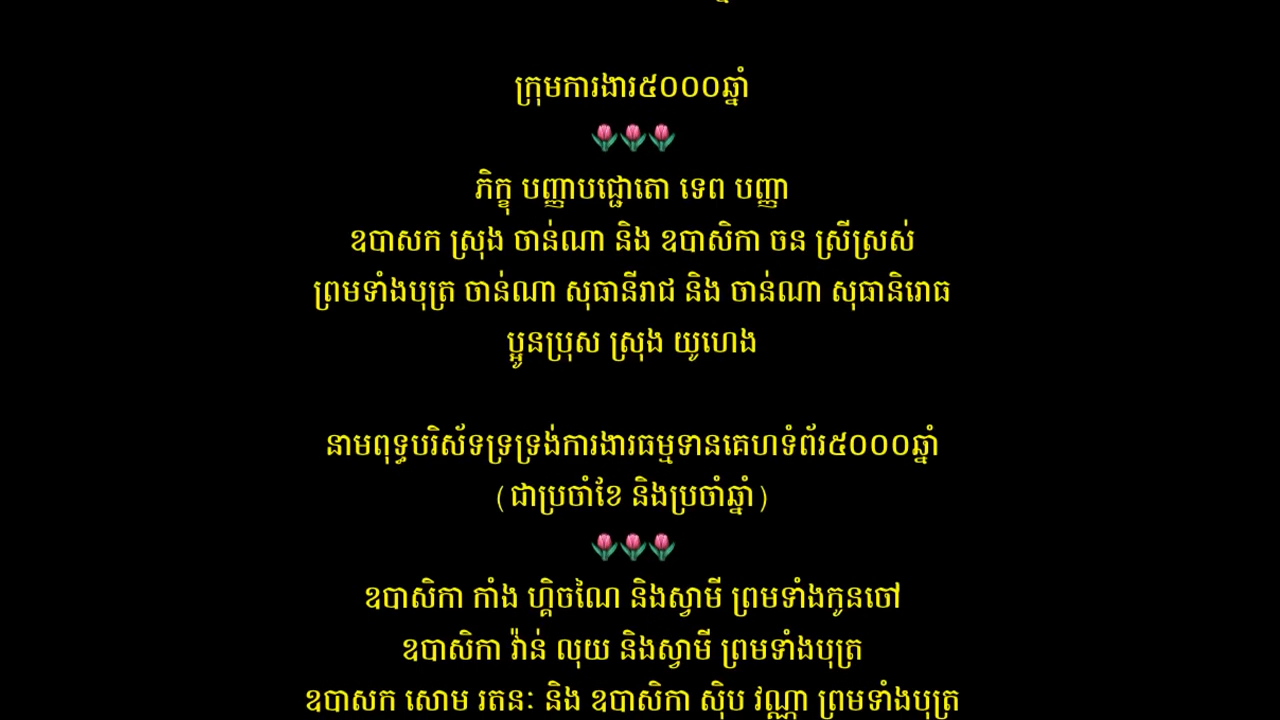 ក្រុមការងារ៥០០០ឆ្នាំ
🌷🌷🌷
ភិក្ខុ បញ្ញាបជ្ជោតោ ទេព បញ្ញា
ឧបាសក ស្រុង ចាន់ណា និង ឧបាសិកា ចន ស្រីស្រស់
ព្រមទាំងបុត្រ ចាន់ណា សុធានីរាជ និង ចាន់ណា សុធានិរោធ
ប្អូនប្រុស ស្រុង យូហេង
នាមពុទ្ធបរិស័ទទ្រទ្រង់ការងារធម្មទានគេហទំព័រ៥០០០ឆ្នាំ
(ជាប្រចាំខែ និងប្រចាំឆ្នាំ)
🌷🌷🌷
ឧបាសិកា កាំង ហ្គិចណៃ និងស្វាមី ព្រមទាំងកូនចៅ
ឧបាសិកា វ៉ាន់ លុយ និងស្វាមី ព្រមទាំងបុត្រ
ឧបាសក សោម រតនៈ និង ឧបាសិកា ស៊ិប វណ្ណា ព្រមទាំងបុត្រ